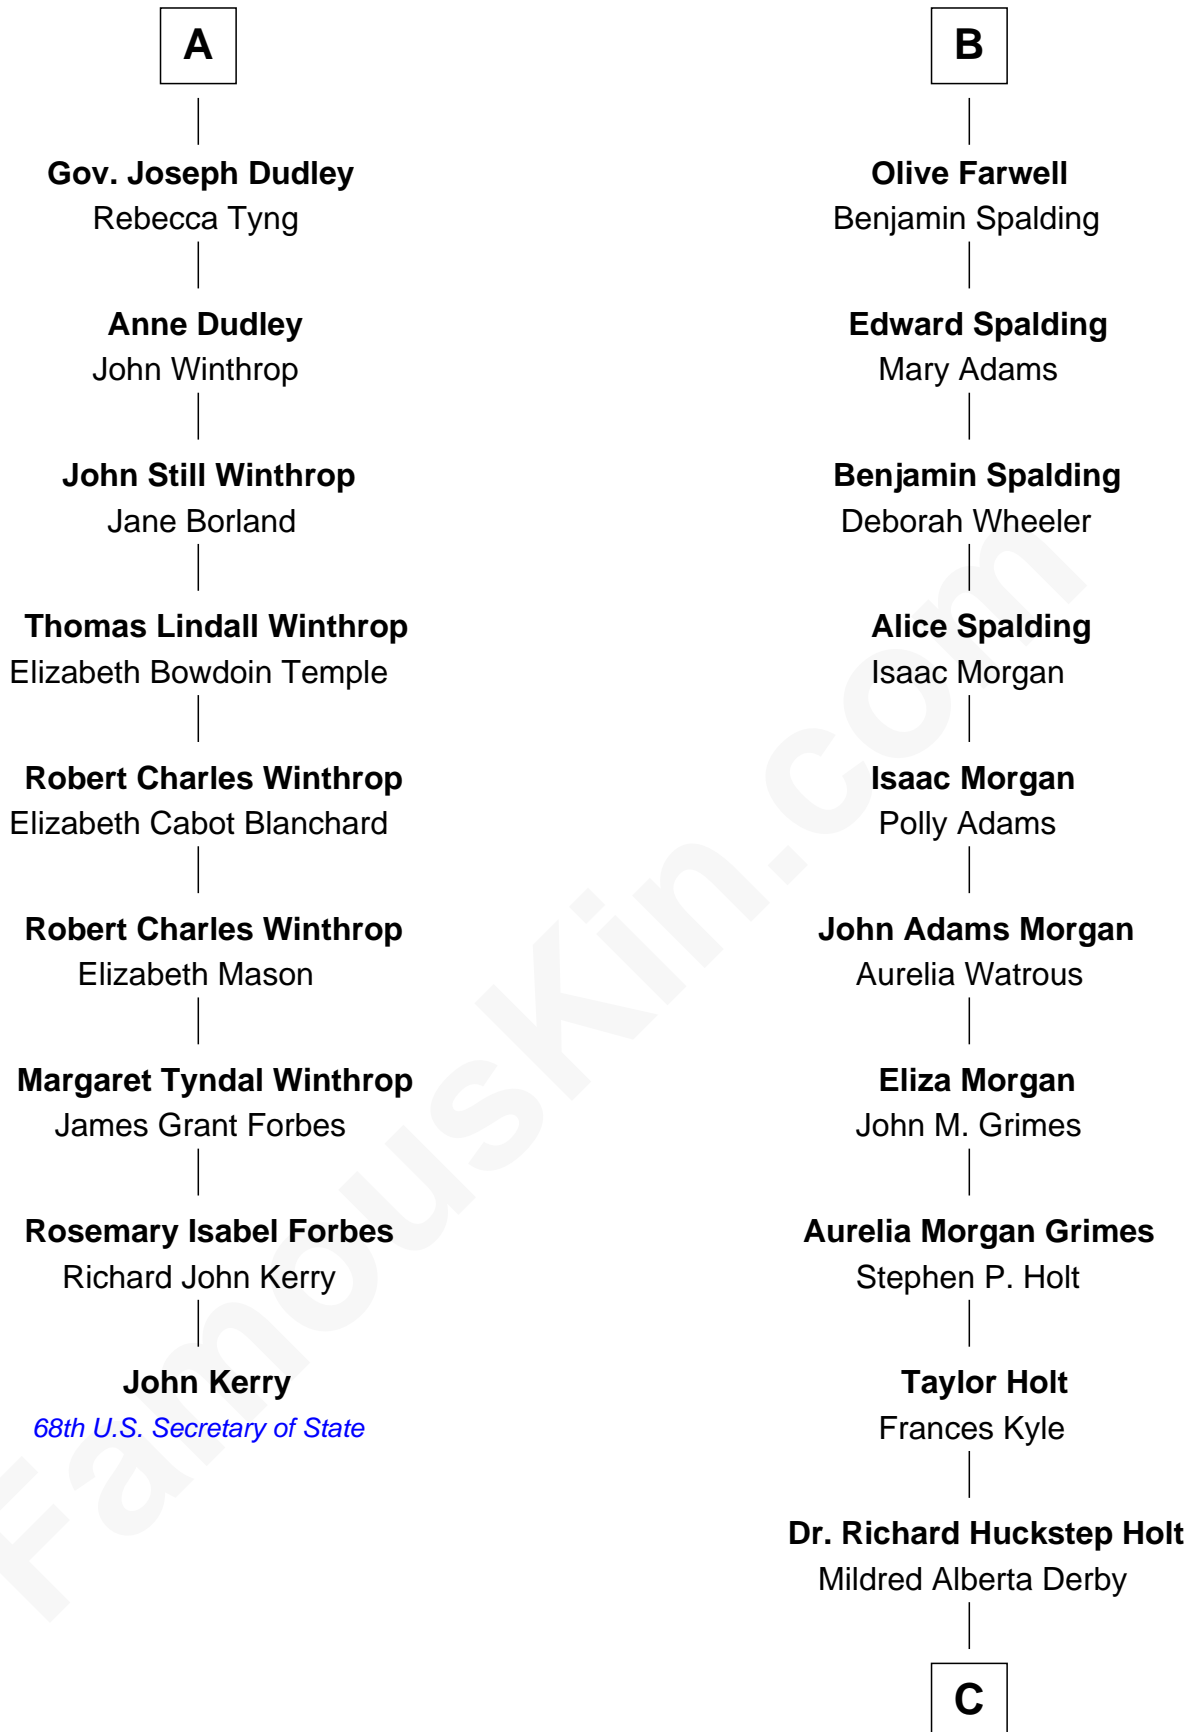 A
Gov. Joseph Dudley
Rebecca Tyng
Anne Dudley
John Winthrop
John Still Winthrop
Jane Borland
Thomas Lindall Winthrop
Elizabeth Bowdoin Temple
Robert Charles Winthrop
Elizabeth Cabot Blanchard
Robert Charles Winthrop
Elizabeth Mason
Margaret Tyndal Winthrop
James Grant Forbes
Rosemary Isabel Forbes
Richard John Kerry
John Kerry
68th U.S. Secretary of State
B
Olive Farwell
Benjamin Spalding
Edward Spalding
Mary Adams
Benjamin Spalding
Deborah Wheeler
Alice Spalding
Isaac Morgan
Isaac Morgan
Polly Adams
John Adams Morgan
Aurelia Watrous
Eliza Morgan
John M. Grimes
Aurelia Morgan Grimes
Stephen P. Holt
Taylor Holt
Frances Kyle
Dr. Richard Huckstep Holt
Mildred Alberta Derby
C
FamousKin.com